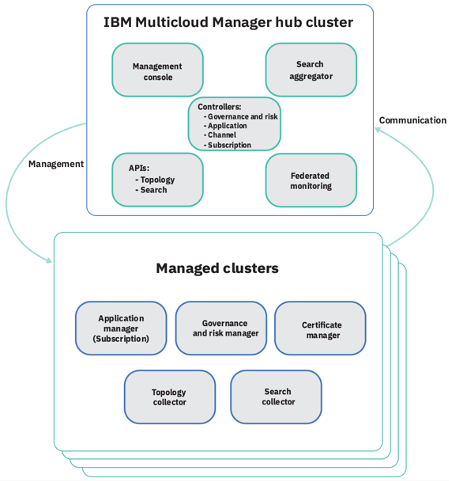 IBM Multicloud Manager hub cluster
Management
console
Search
aggregator
Controllers:
- Governance and risk
- Application
- Channel
- Subscription
APIs:
- Topology
- Search
Federated
monitoring
Communication
Management
Managed clusters
Application
manager
(Subscription)
Governance
and risk manager
Certificate
manager
Topology
collector
Search
collector